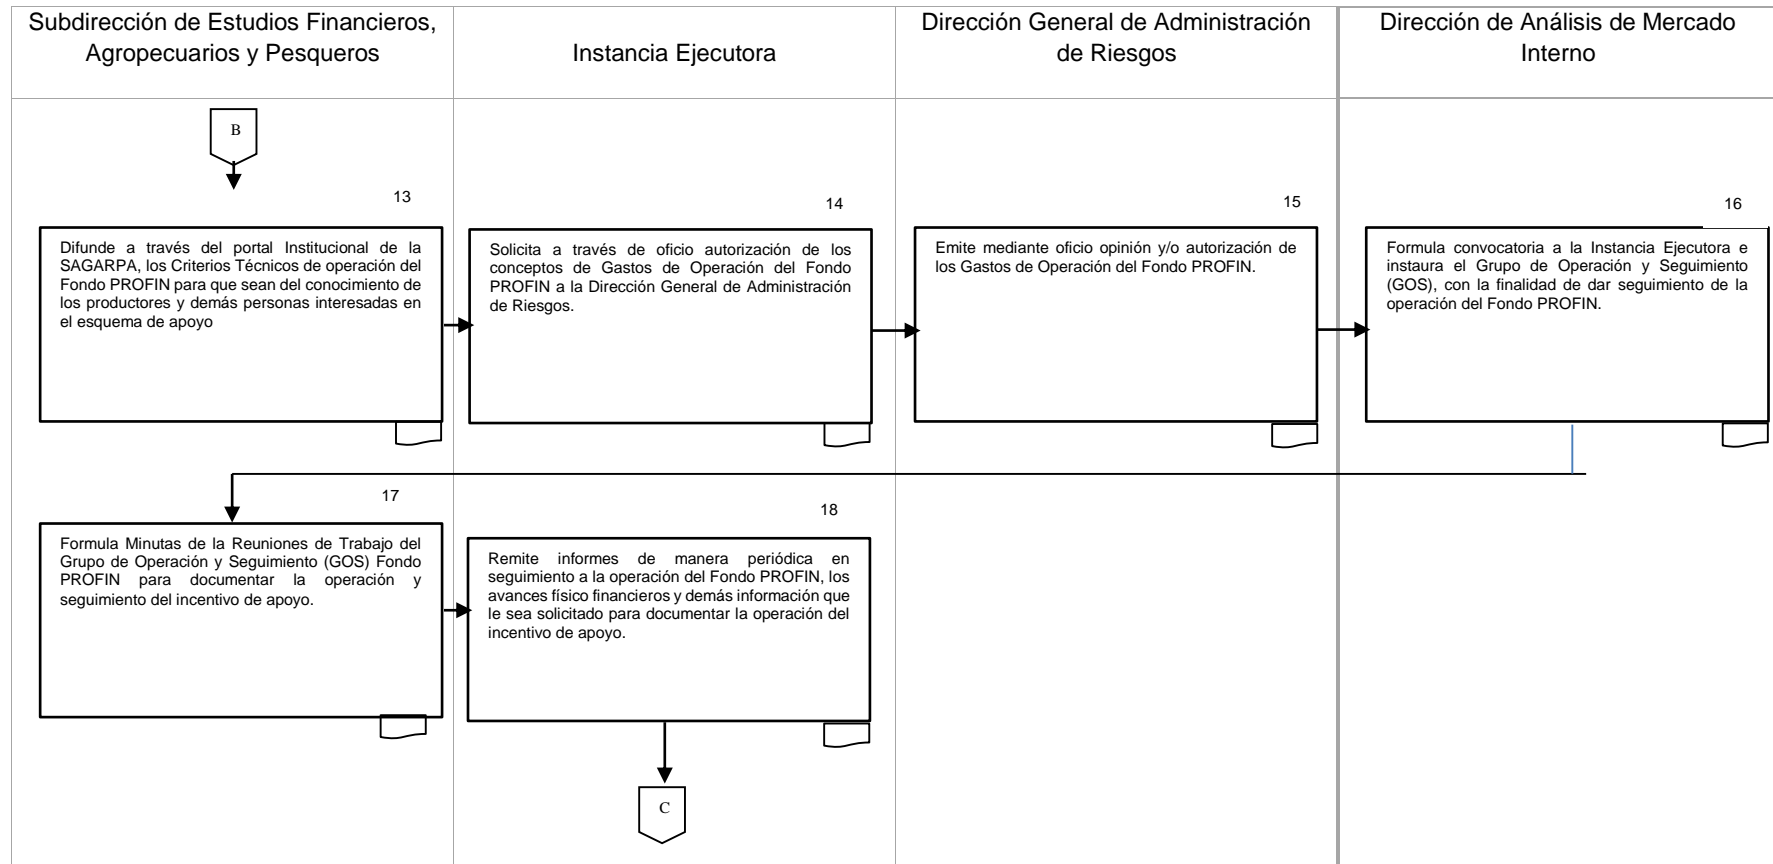 Subdirección de Estudios Financieros,
Agropecuarios y Pesqueros
Instancia Ejecutora
Dirección General de Administración
de Riesgos
Dirección de Análisis de Mercado
Interno
B
13
Difunde a través del portal Institucional de la
SAGARPA, los Criterios Técnicos de operación del
Fondo PROFIN para que sean del conocimiento de
los productores y demás personas interesadas en
el esquema de apoyo
14
Solicita a través de oficio autorización de los
conceptos de Gastos de Operación del Fondo
PROFIN a la Dirección General de Administración
de Riesgos.
15
Emite mediante oficio opinión y/o autorización de
los Gastos de Operación del Fondo PROFIN.
16
Formula convocatoria a la Instancia Ejecutora e
instaura el Grupo de Operación y Seguimiento
(GOS), con la finalidad de dar seguimiento de la
operación del Fondo PROFIN.
17
Formula Minutas de la Reuniones de Trabajo del
Grupo de Operación y Seguimiento (GOS) Fondo
PROFIN para documentar la operación y
seguimiento del incentivo de apoyo.
18
Remite informes de manera periódica en
seguimiento a la operación del Fondo PROFIN, los
avances físico financieros y demás información que
le sea solicitado para documentar la operación del
incentivo de apoyo.
C